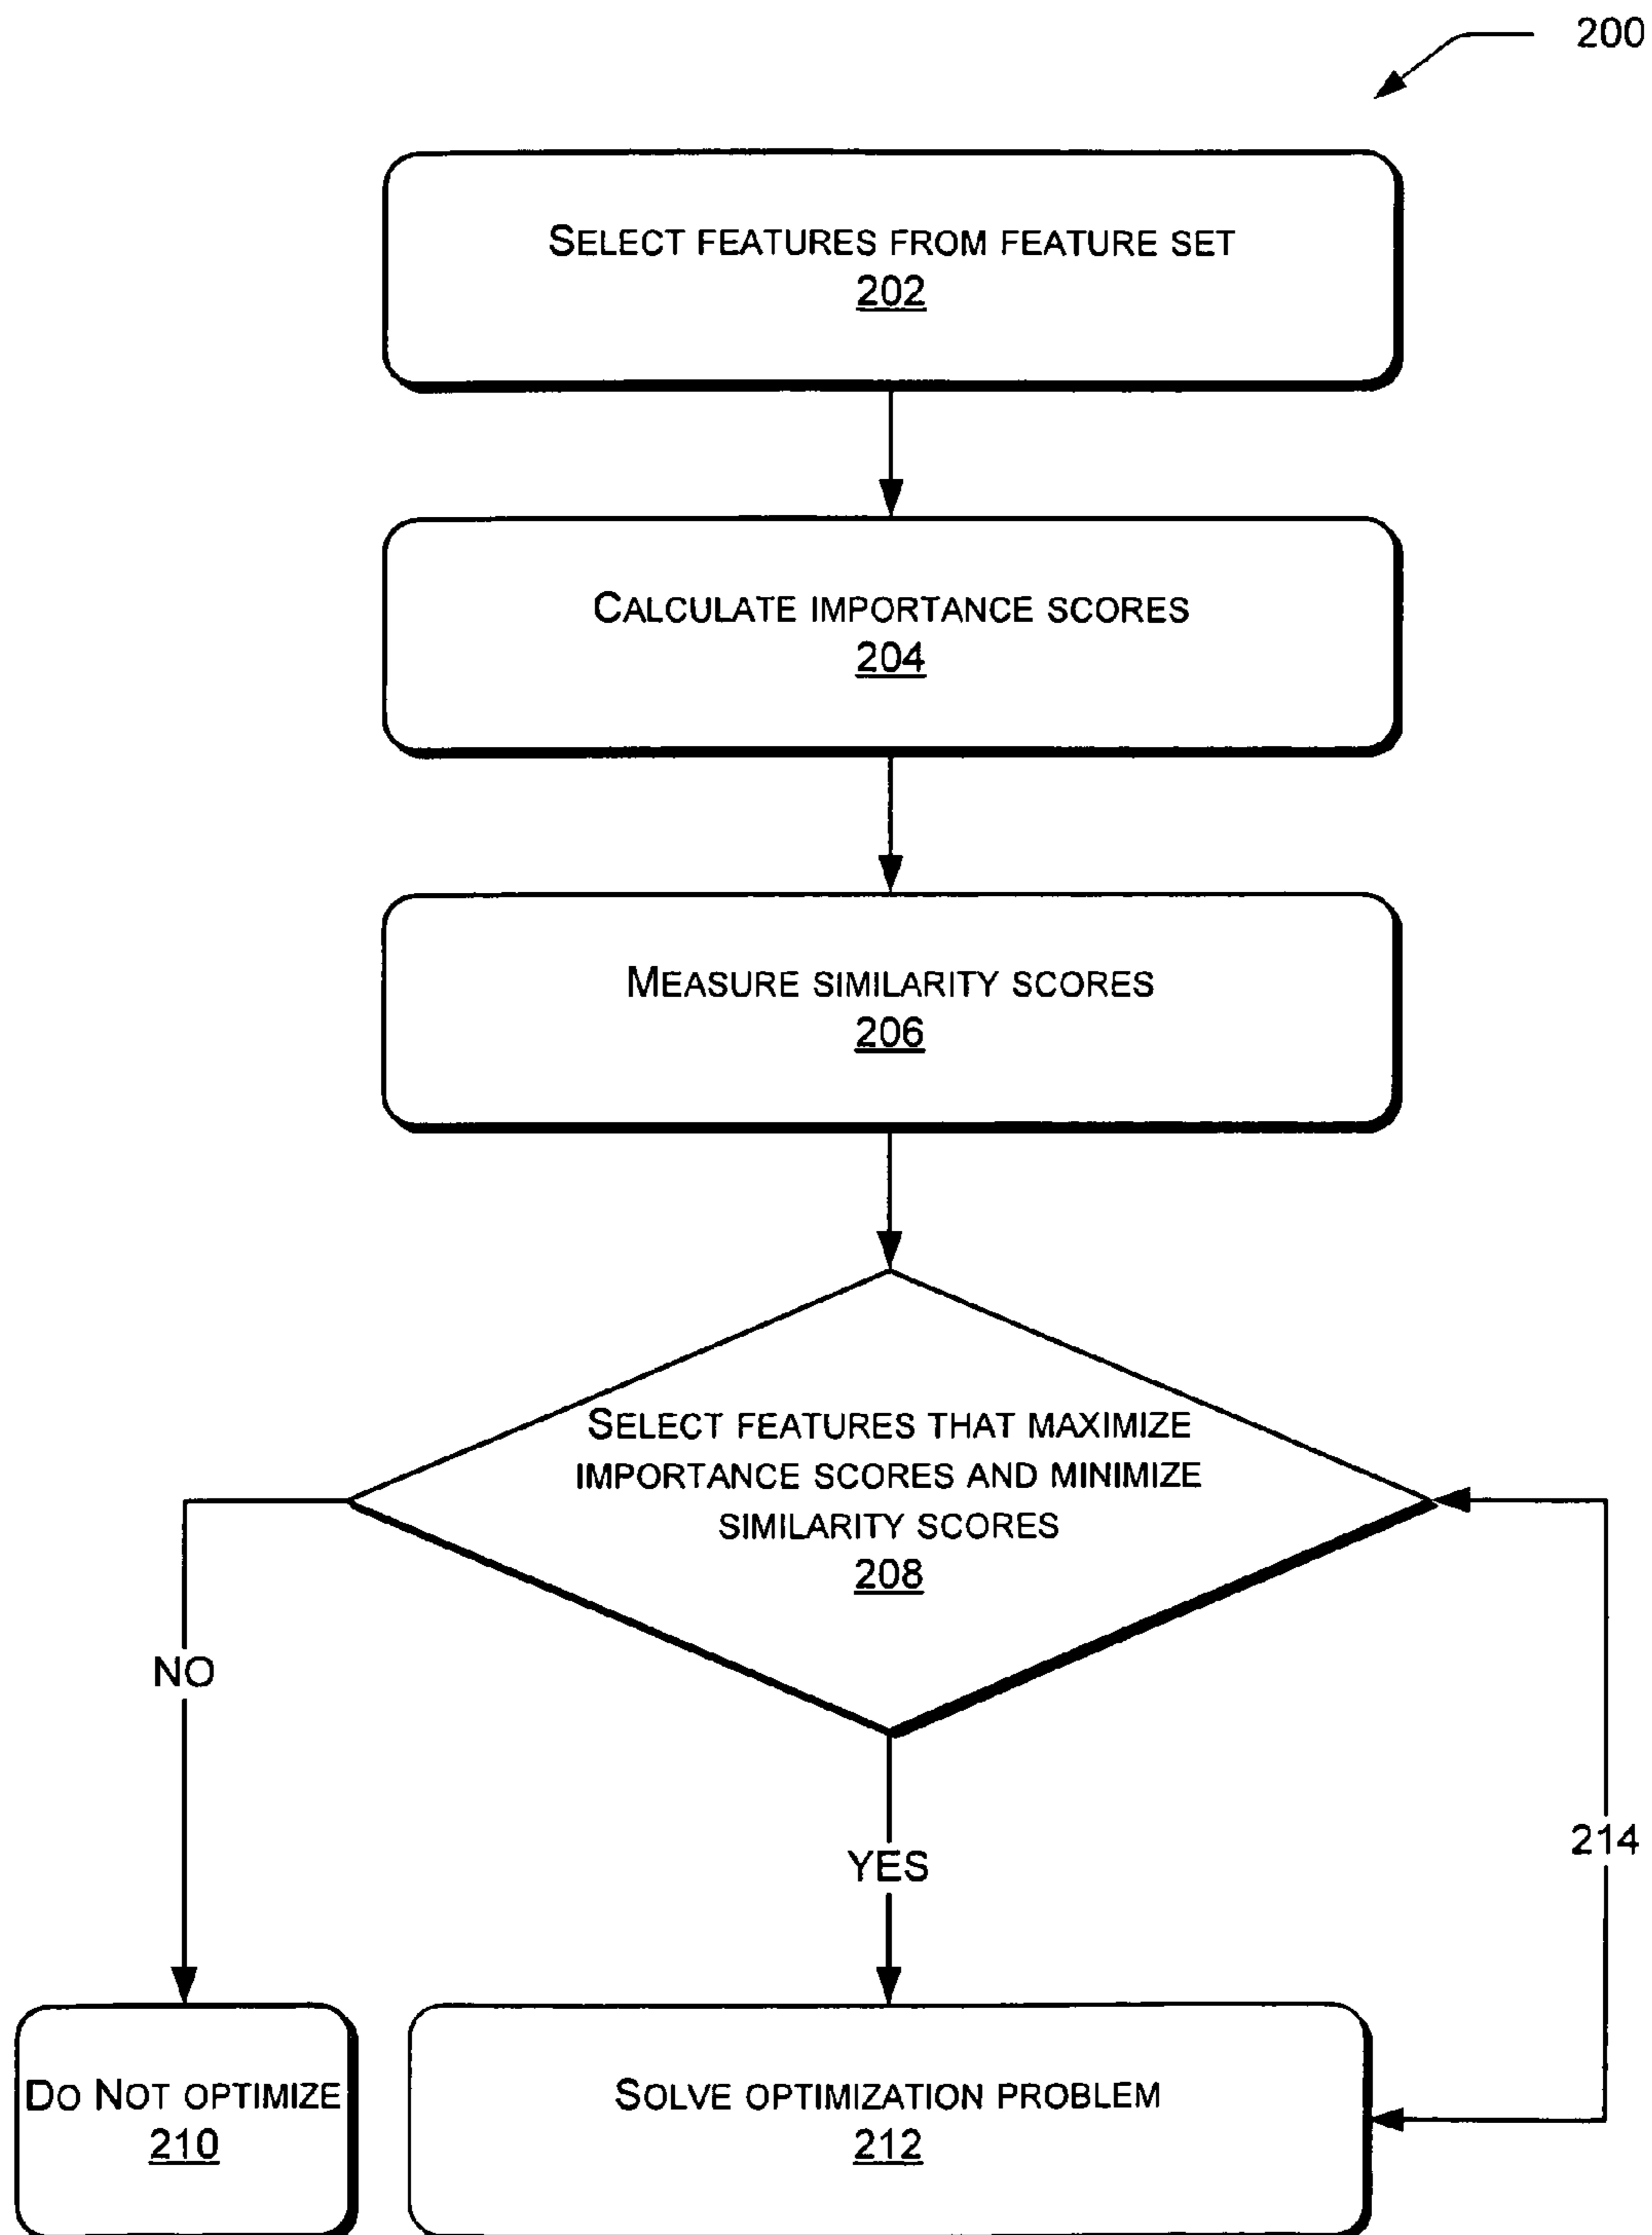 200
SELECT FEATURES FROM FEATURE SET
202
CALCULATE IMPORTANCE SCORES
204
MEASURE SIMILARITY SCORES
206
SELECT FEATURES THAT MAXIMIZE
IMPORTANCE SCORES AND MINIMIZE
SIMILARITY SCORES
208
NO
214
YES
DO NOT OPTIMIZE
210
SOLVE OPTIMIZATION PROBLEM
212